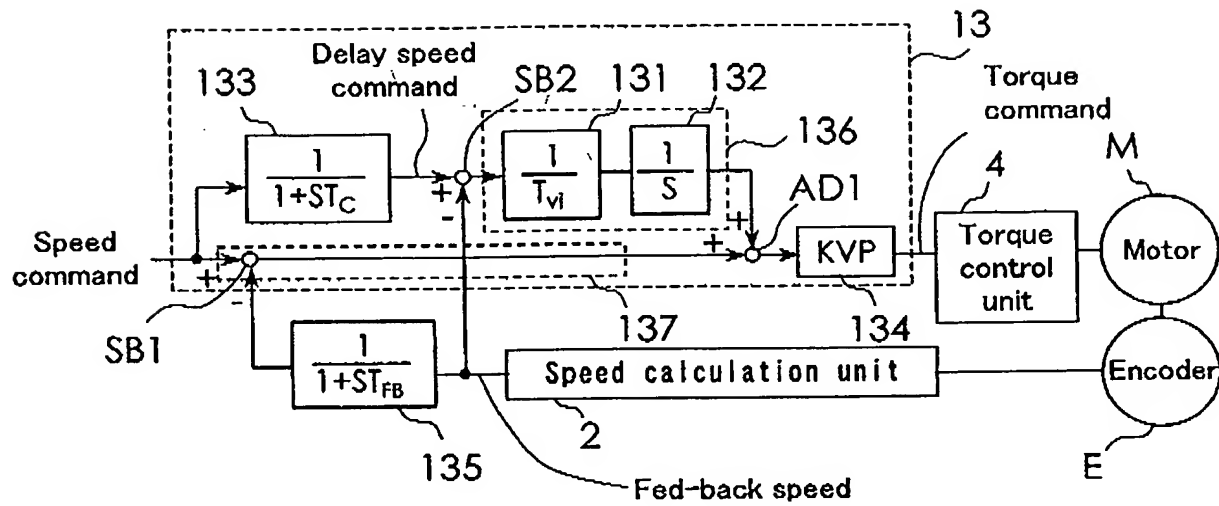 13
Delay speed
command
133
SB2
131
132
Torque
command
136
M
1
1+STC
1
Tvi
1
S
AD1
4
+
-
+
Speed
command
+
-
+
KVP
Torque
control
unit
Motor
SB1
137
134
1
1+STFB
Speed calculation unit
Encoder
135
2
E
Fed-back speed